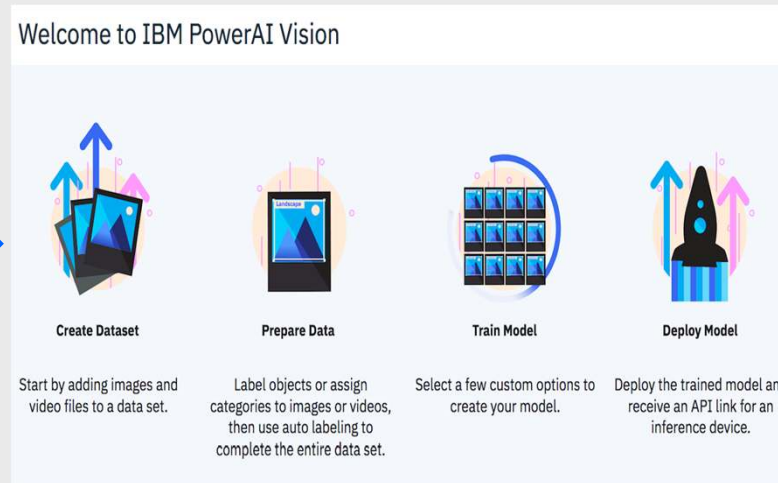 Welcome to IBM PowerAI Vision
Landscape
Create Dataset
Start by adding images and
video files to a data set.
Prepare Data
Label objects or assign
categories to images or videos,
then use auto labeling to
complete the entire data set.
Train Model
Select a few custom options to
create your model.
Deploy Model
Deploy the trained model an
receive an API link for an
inference device.